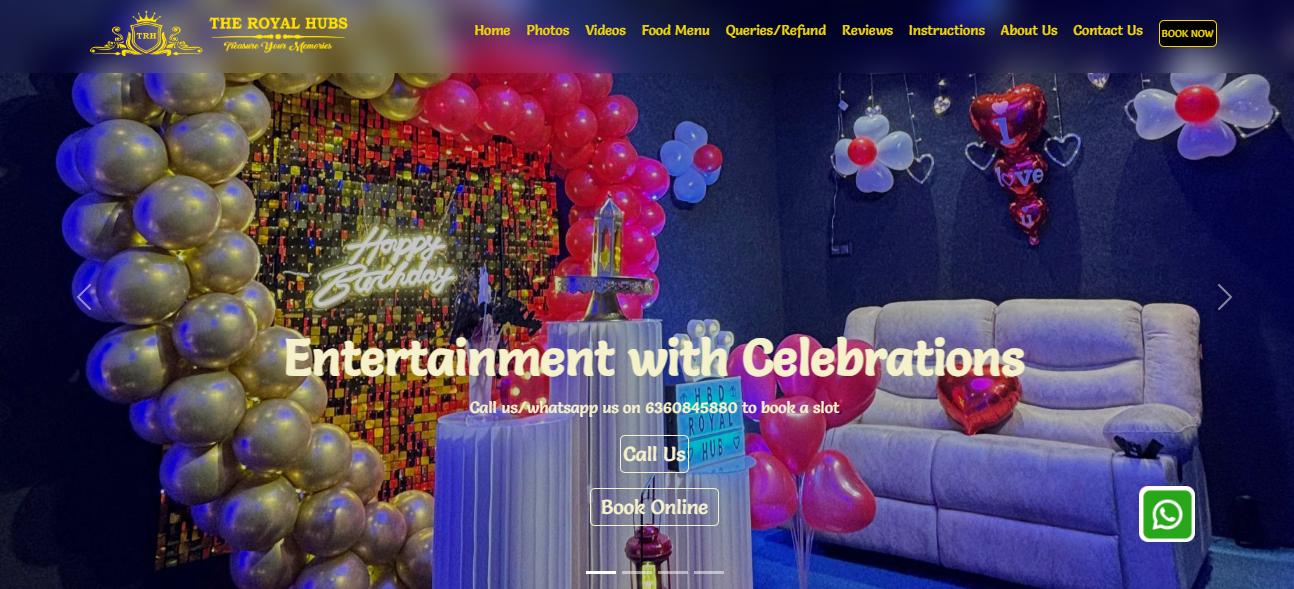 TRH
THE ROYAL HUBS
Treasure Your Memories
Home Photos Videos Food Menu Queries/Refund Reviews Instructions About Us Contact Us BOOK NOW
I
love
u
Happy
Birthday
Entertainment with Celebrations
Call us/whatsapp us on 6360845880 to book a slot
HBD
ROYAL
HUB
Call Us
Book Online